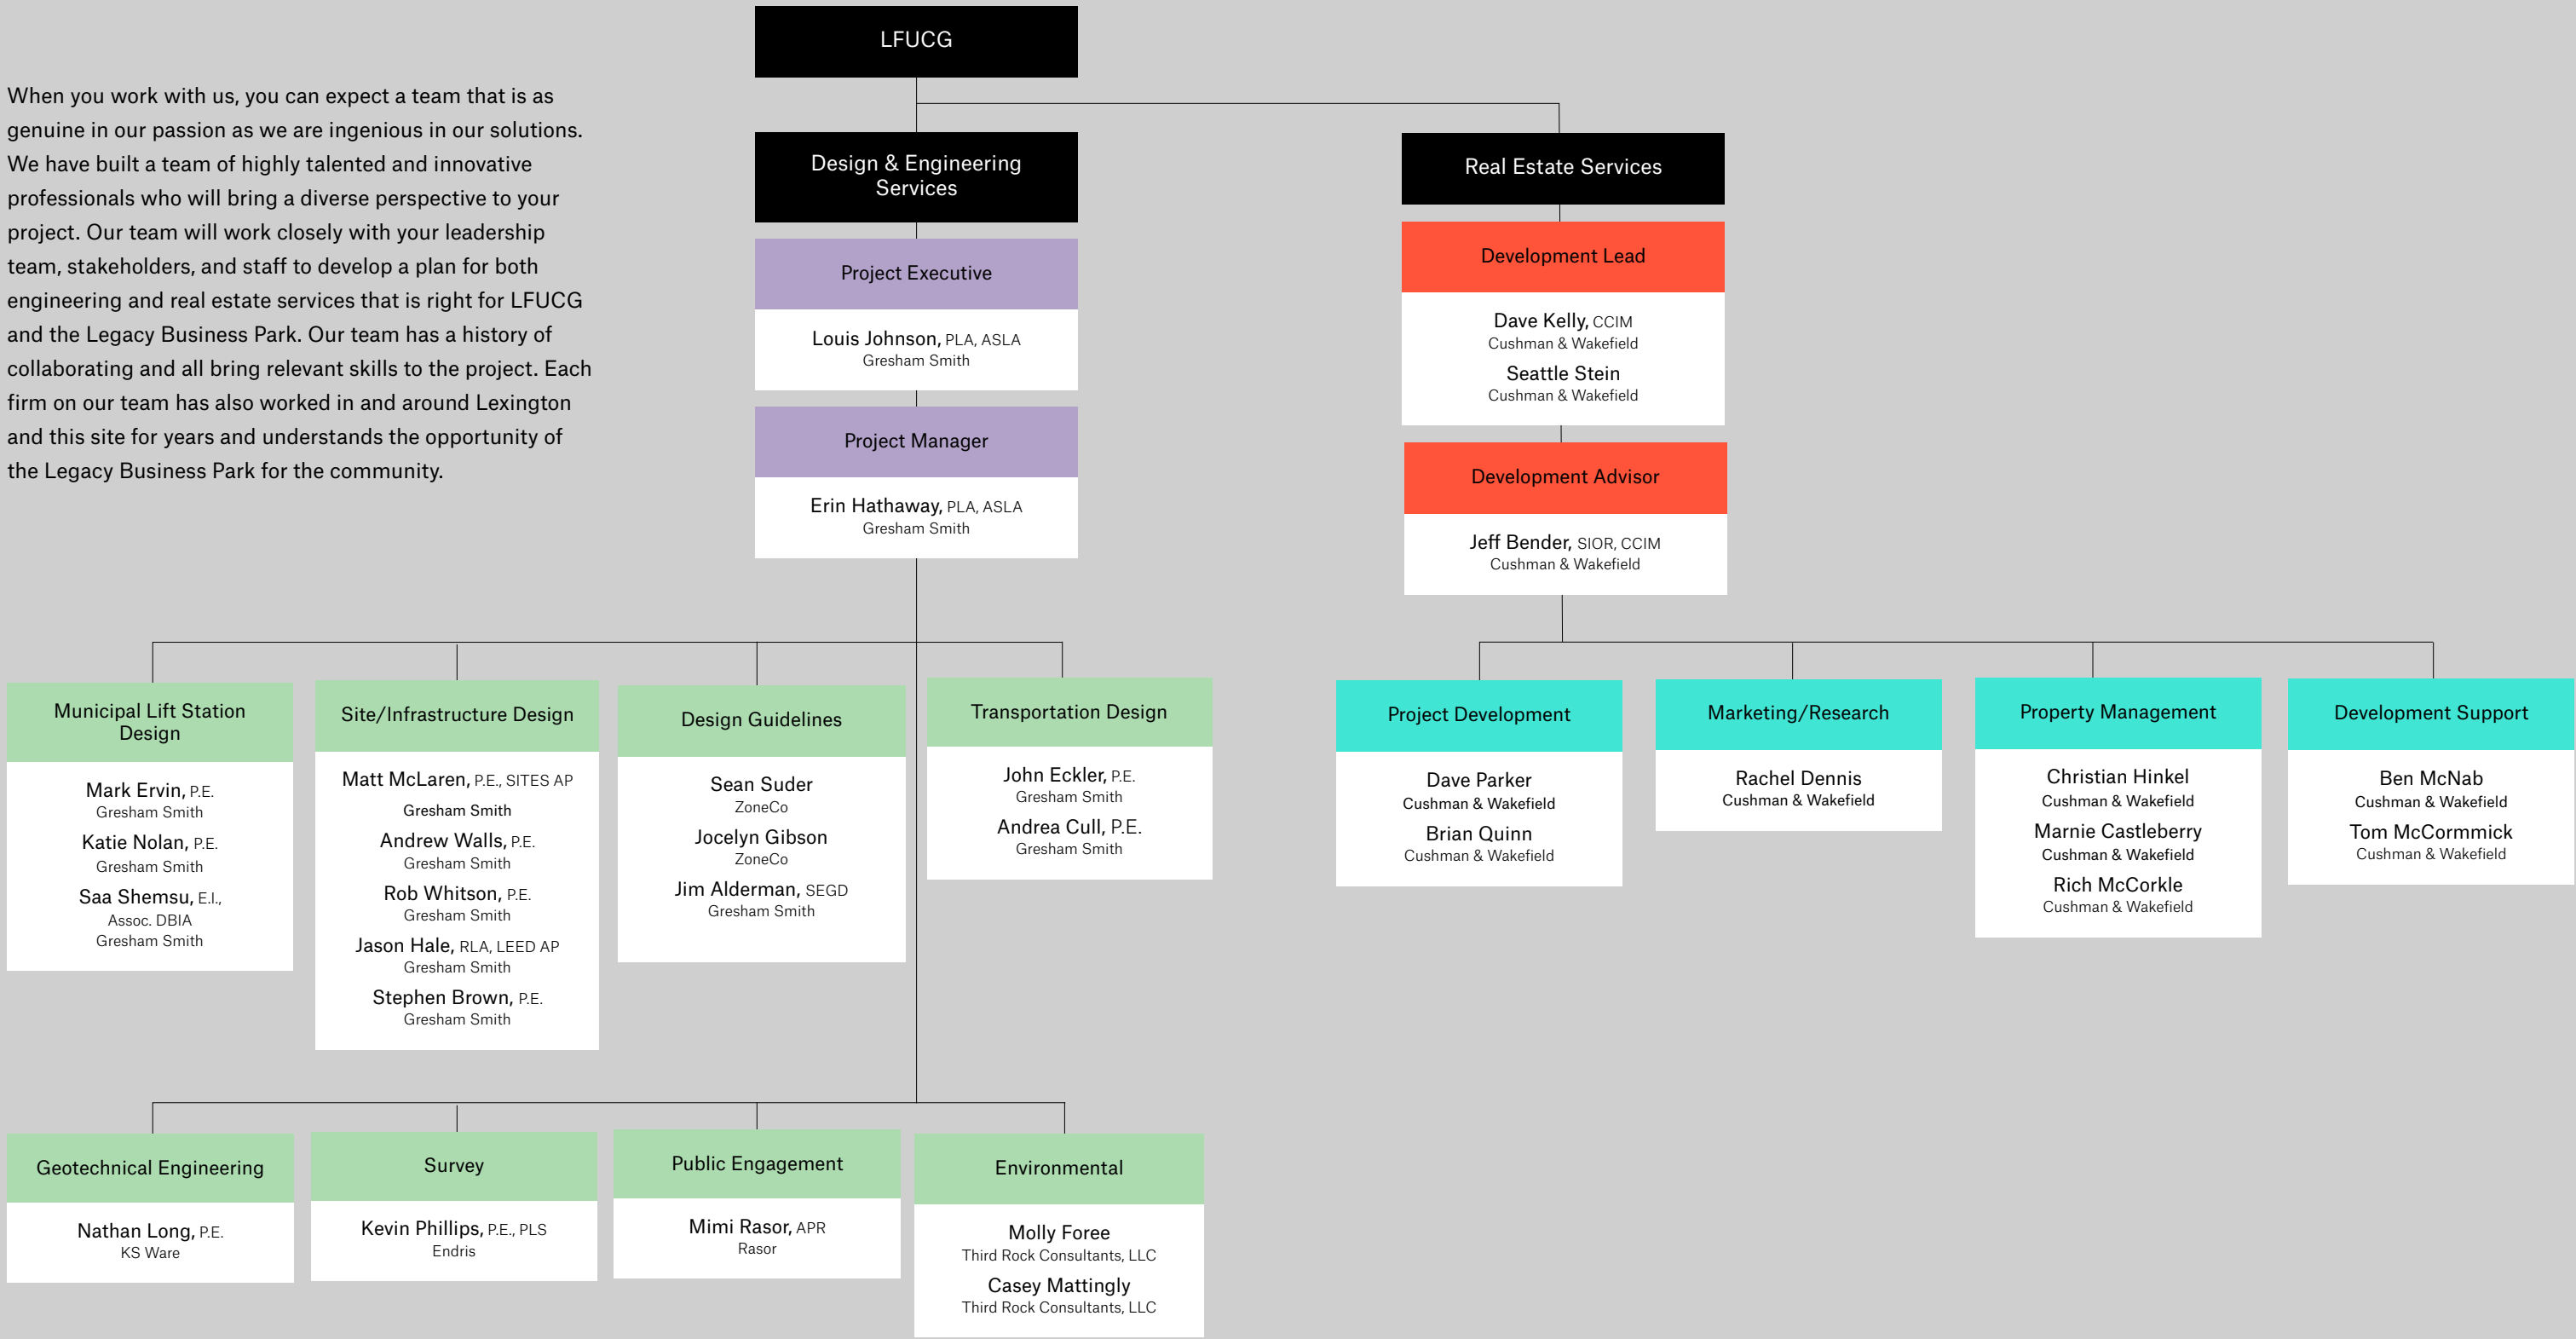 LFUCG
When you work with us, you can expect a team that is as
genuine in our passion as we are ingenious in our solutions.
We have built a team of highly talented and innovative
professionals who will bring a diverse perspective to your
project. Our team will work closely with your leadership
team, stakeholders, and staff to develop a plan for both
engineering and real estate services that is right for LFUCG
and the Legacy Business Park. Our team has a history of
collaborating and all bring relevant skills to the project. Each
firm on our team has also worked in and around Lexington
and this site for years and understands the opportunity of
the Legacy Business Park for the community.
Design & Engineering
Services
Project Executive
Louis Johnson, PLA, ASLA
Gresham Smith
Project Manager
Erin Hathaway, PLA, ASLA
Gresham Smith
Real Estate Services
Development Lead
Dave Kelly, CCIM
Cushman & Wakefield
Seattle Stein
Cushman & Wakefield
Development Advisor
Jeff Bender, SIOR, CCIM
Cushman & Wakefield
Municipal Lift Station
Design
Mark Ervin, P.E.
Gresham Smith
Katie Nolan, P.E.
Gresham Smith
Saa Shemsu, E.I.,
Assoc. DBIA
Gresham Smith
Site/Infrastructure Design
Matt McLaren, P.E., SITES AP
Gresham Smith
Andrew Walls, P.E.
Gresham Smith
Rob Whitson, P.E.
Gresham Smith
Jason Hale, RLA, LEED AP
Gresham Smith
Stephen Brown, P.E.
Gresham Smith
Design Guidelines
Sean Suder
ZoneCo
Jocelyn Gibson
ZoneCo
Jim Alderman, SEGD
Gresham Smith
Transportation Design
John Eckler, P.E.
Gresham Smith
Andrea Cull, P.E.
Gresham Smith
Project Development
Dave Parker
Cushman & Wakefield
Brian Quinn
Cushman & Wakefield
Marketing/Research
Rachel Dennis
Cushman & Wakefield
Property Management
Christian Hinkel
Cushman & Wakefield
Marnie Castleberry
Cushman & Wakefield
Rich McCorkle
Cushman & Wakefield
Development Support
Ben McNab
Cushman & Wakefield
Tom McCormmick
Cushman & Wakefield
Geotechnical Engineering
Nathan Long, P.E.
KS Ware
Survey
Kevin Phillips, P.E., PLS
Endris
Public Engagement
Mimi Rasor, APR
Rasor
Environmental
Molly Foree
Third Rock Consultants, LLC
Casey Mattingly
Third Rock Consultants, LLC